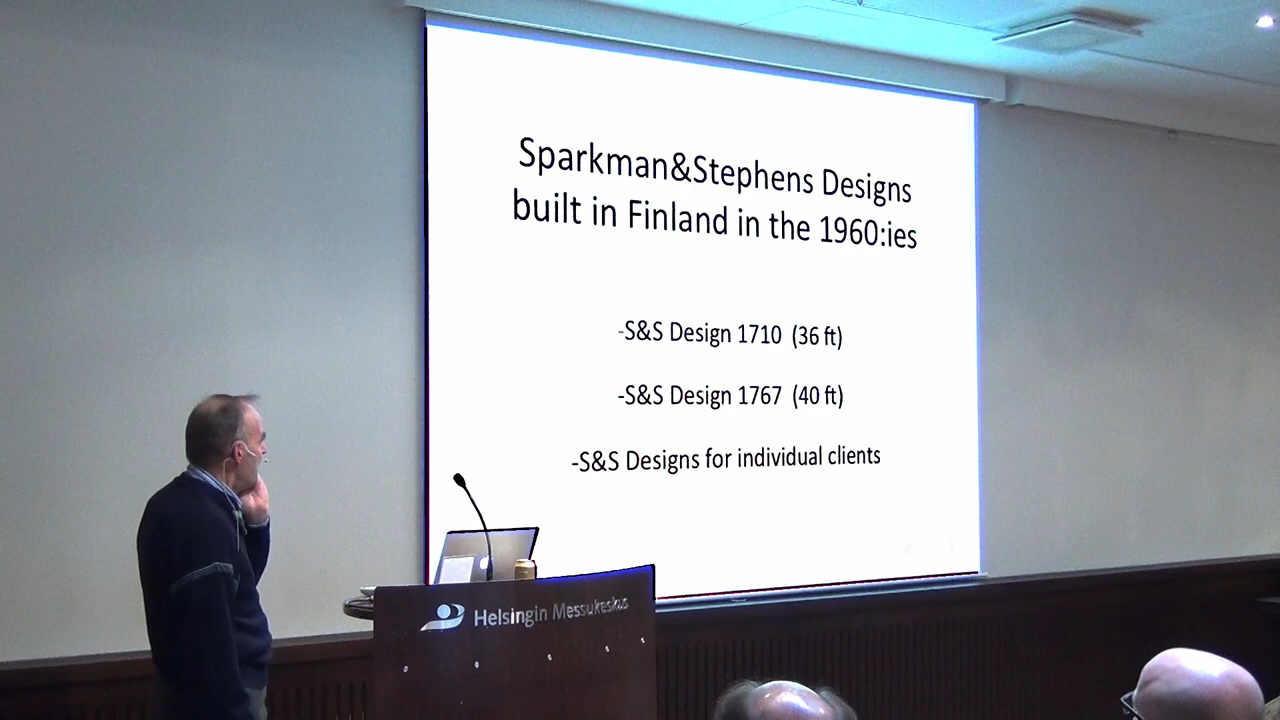 Sparkman&Stephens Designs
built in Finland in the 1960:ies
-S&S Design 1710 (36 ft)
-S&S Design 1767 (40 ft)
-S&S Designs for individual clients
Helsingin Messukeskus